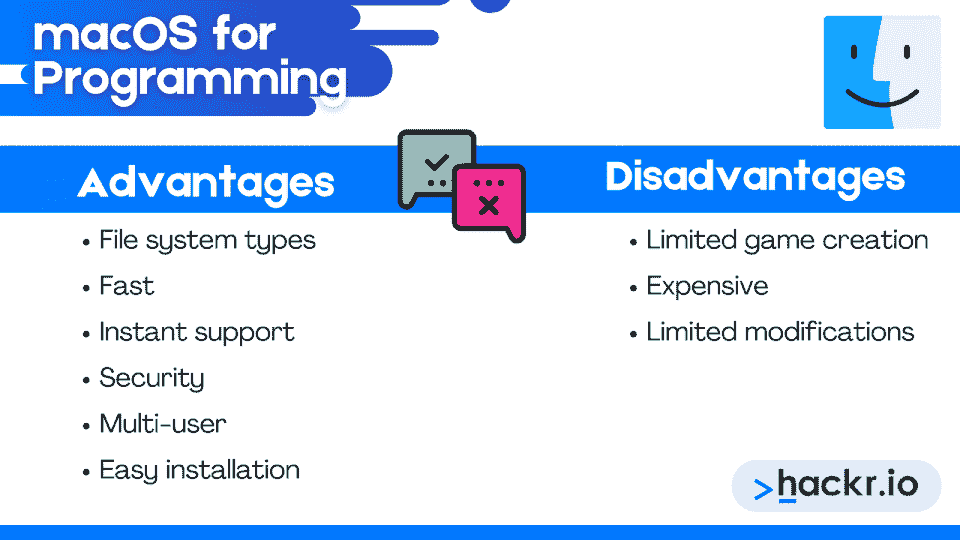 macOS for
Programming
Advantages
Disadvantages
• File system types
• Fast
• Instant support
• Security
• Multi-user
• Easy installation
• Limited game creation
• Expensive
• Limited modifications
>hackr.io